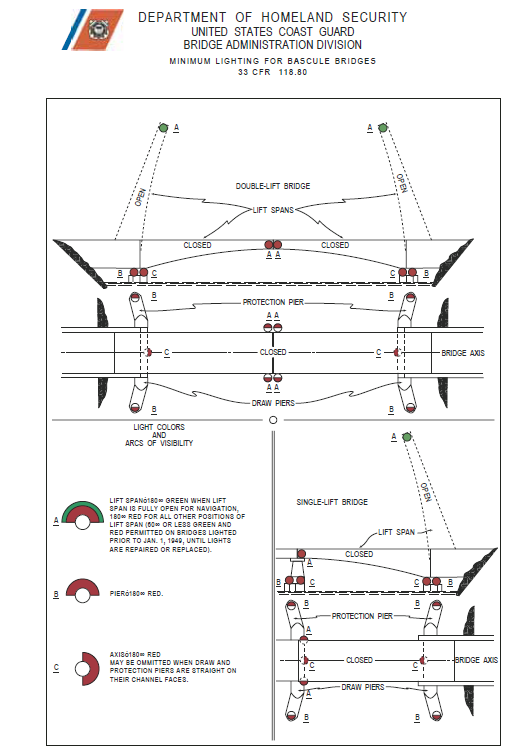 DEPARTMENT OF HOMELAND SECURITY
UNITED STATES COAST GUARD
BRIDGE ADMINISTRATION DIVISION
MINIMUM LIGHTING FOR BASCULE BRIDGES
33 CFR 118.80
A
A
OPEN
OPEN
DOUBLE-LIFT BRIDGE
LIFT SPANS
CLOSED
CLOSED
A A
B
C
C
B
B
PROTECTION PIER
B
A A
C
CLOSED
C
BRIDGE AXIS
A A
B
DRAW PIERS
B
LIGHT COLORS
AND
ARCS OF VISIBILITY
A
LIFT SPANó180∞ GREEN WHEN LIFT
SPAN IS FULLY OPEN FOR NAVIGATION,
180∞ RED FOR ALL OTHER POSITIONS OF
LIFT SPAN (60∞ OR LESS GREEN AND
RED PERMITTED ON BRIDGES LIGHTED
PRIOR TO JAN. 1, 1949, UNTIL LIGHTS
ARE REPAIRED OR REPLACED).
B
PIERó180∞ RED.
C
AXISó180∞ RED
MAY BE OMMITTED WHEN DRAW AND
PROTECTION PIERS ARE STRAIGHT ON
THEIR CHANNEL FACES.
A
OPEN
SINGLE-LIFT BRIDGE
LIFT SPAN
CLOSED
A
B
C
C
B
B
PROTECTION PIER
B
A
C
CLOSED
C
BRIDGE AXIS
A
DRAW PIERS
B
B